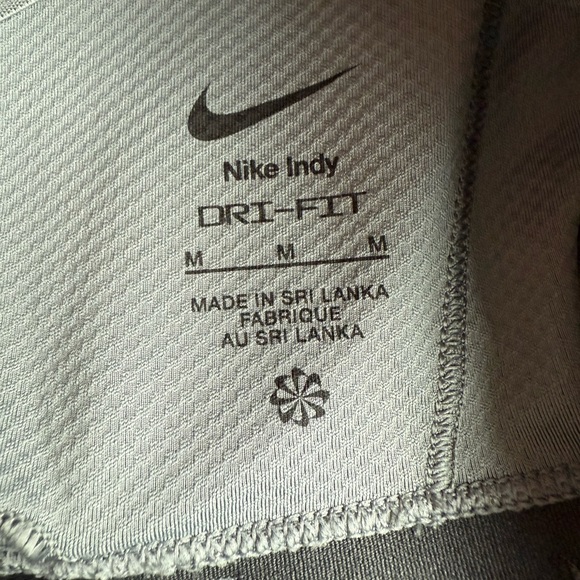 Nike Indy
DRI-FIT
M M M
MADE IN SRI LANKA
FABRIQUE
AU SRI LANKA